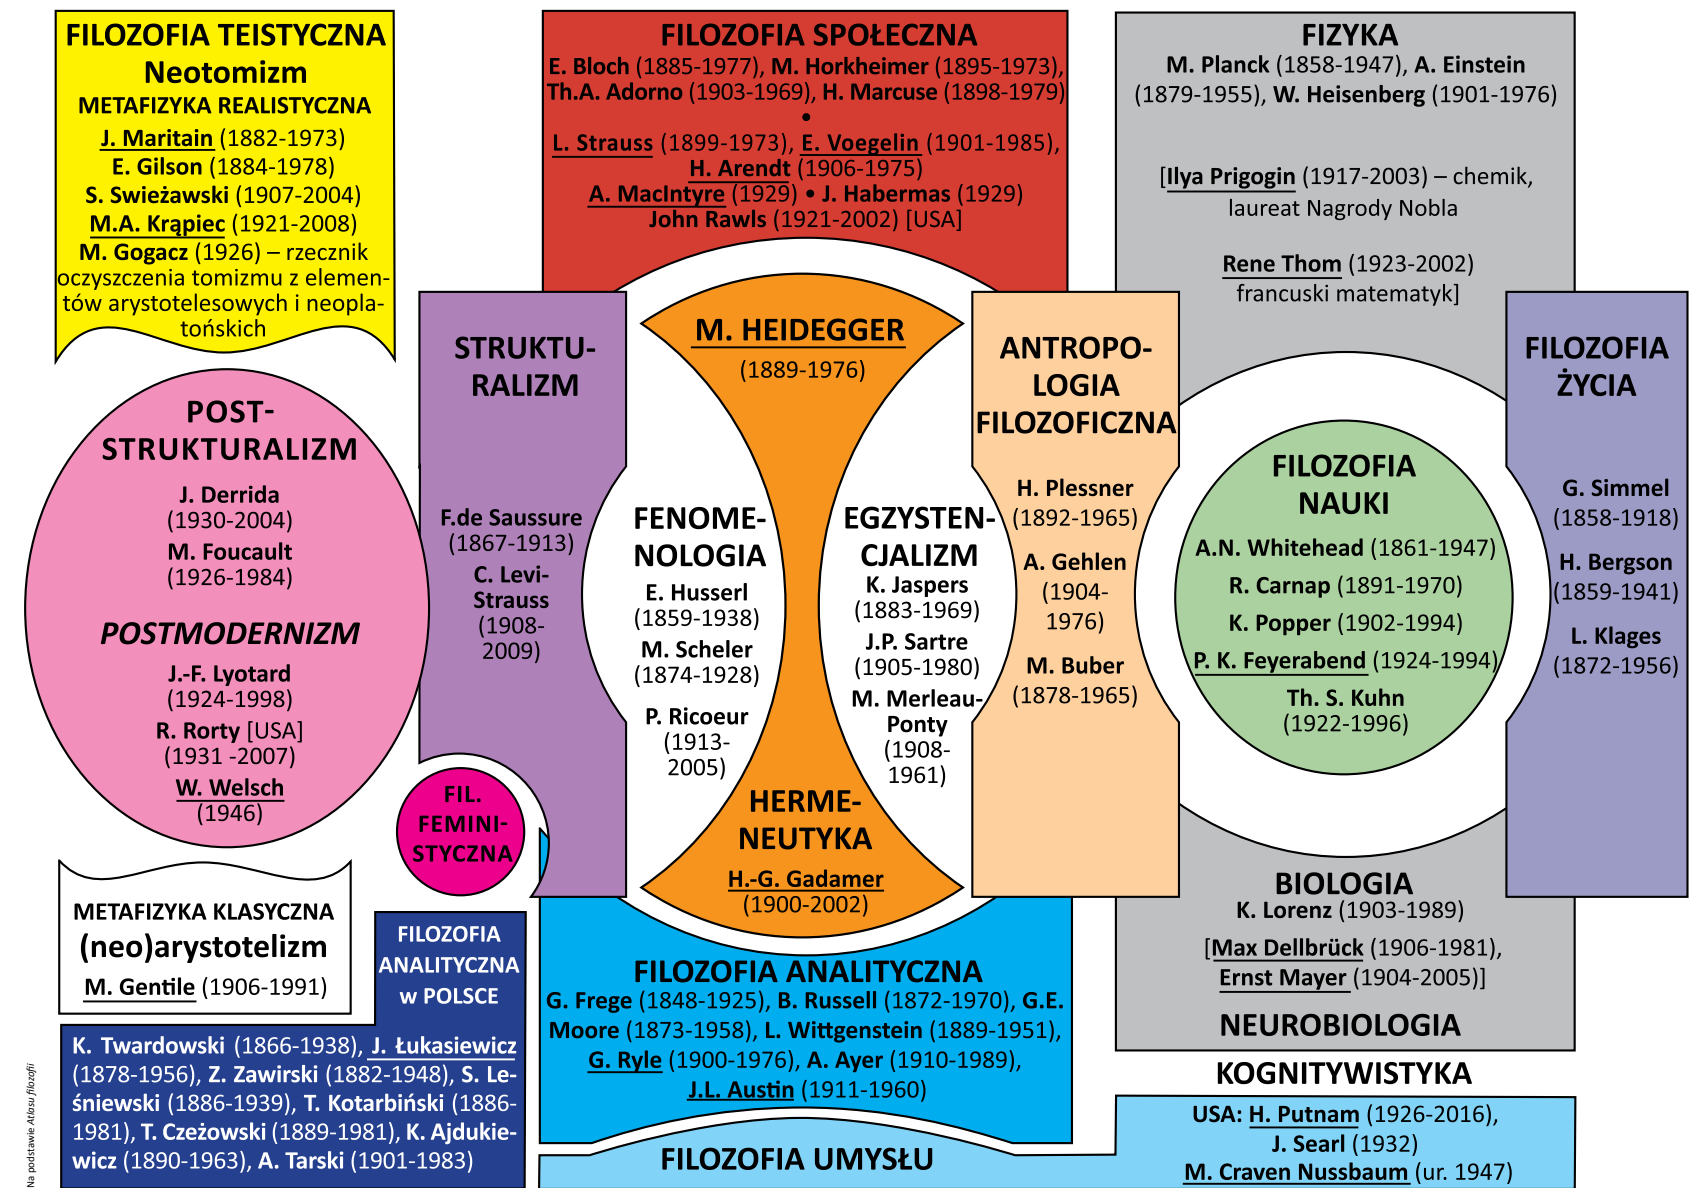 FILOZOFIA TEISTYCZNA
Neotomizm
METAFIZYKA REALISTYCZNA
J. Maritain (1882-1973)
E. Gilson (1884-1978)
S. Swieżawski (1907-2004)
M.A. Krąpiec (1921-2008)
M. Gogacz (1926) – rzecznik
oczyszczenia tomizmu z elemen-
tów arystotelesowych i neopla-
tońskich
FILOZOFIA SPOŁECZNA
E. Bloch (1885-1977), M. Horkheimer (1895-1973),
Th.A. Adorno (1903-1969), H. Marcuse (1898-1979)
•
L. Strauss (1899-1973), E. Voegelin (1901-1985),
H. Arendt (1906-1975)
A. MacIntyre (1929) • J. Habermas (1929)
John Rawls (1921-2002) [USA]
FIZYKA
M. Planck (1858-1947), A. Einstein
(1879-1955), W. Heisenberg (1901-1976)
[Ilya Prigogin (1917-2003) – chemik,
laureat Nagrody Nobla
Rene Thom (1923-2002)
francuski matematyk]
POST-
STRUKTURALIZM
J. Derrida
(1930-2004)
M. Foucault
(1926-1984)
POSTMODERNIZM
J.-F. Lyotard
(1924-1998)
R. Rorty [USA]
(1931 -2007)
W. Welsch
(1946)
STRUKTU-
RALIZM
F.de Saussure
(1867-1913)
C. Levi-
Strauss
(1908-
2009)
M. HEIDEGGER
(1889-1976)
FENOME-
NOLOGIA
E. Husserl
(1859-1938)
M. Scheler
(1874-1928)
P. Ricoeur
(1913-
2005)
EGZYSTEN-
CJALIZM
K. Jaspers
(1883-1969)
J.P. Sartre
(1905-1980)
M. Merleau-
Ponty
(1908-
1961)
HERME-
NEUTYKA
H.-G. Gadamer
(1900-2002)
ANTROPO-
LOGIA
FILOZOFICZNA
H. Plessner
(1892-1965)
A. Gehlen
(1904-
1976)
M. Buber
(1878-1965)
FILOZOFIA
NAUKI
A.N. Whitehead (1861-1947)
R. Carnap (1891-1970)
K. Popper (1902-1994)
P. K. Feyerabend (1924-1994)
Th. S. Kuhn
(1922-1996)
FILOZOFIA
ŻYCIA
G. Simmel
(1858-1918)
H. Bergson
(1859-1941)
L. Klages
(1872-1956)
FIL.
FEMINI-
STYCZNA
METAFIZYKA KLASYCZNA
(neo)arystotelizm
M. Gentile (1906-1991)
FILOZOFIA
ANALITYCZNA
w POLSCE
K. Twardowski (1866-1938), J. Łukasiewicz
(1878-1956), Z. Zawirski (1882-1948), S. Le-
śniewski (1886-1939), T. Kotarbiński (1886-
1981), T. Czeżowski (1889-1981), K. Ajdukie-
wicz (1890-1963), A. Tarski (1901-1983)
FILOZOFIA ANALITYCZNA
G. Frege (1848-1925), B. Russell (1872-1970), G.E.
Moore (1873-1958), L. Wittgenstein (1889-1951),
G. Ryle (1900-1976), A. Ayer (1910-1989),
J.L. Austin (1911-1960)
FILOZOFIA UMYSŁU
BIOLOGIA
K. Lorenz (1903-1989)
[Max Dellbrück (1906-1981),
Ernst Mayer (1904-2005)]
NEUROBIOLOGIA
KOGNITYWISTYKA
USA: H. Putnam (1926-2016),
J. Searl (1932)
M. Craven Nussbaum (ur. 1947)
Na podstawie Atlasu filozofii